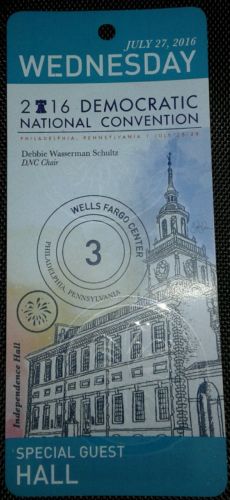 JULY 27, 2016
WEDNESDAY
2016 DEMOCRATIC
NATIONAL CONVENTION
PHILADELPHIA, PENNSYLVANIA / JULY 25-28
Debbie Wasserman Schultz
DNC Chair
WELLS FARGO CENTER
3
PHILADELPHIA, PENNSYLVANIA
Independence Hall
SPECIAL GUEST
HALL